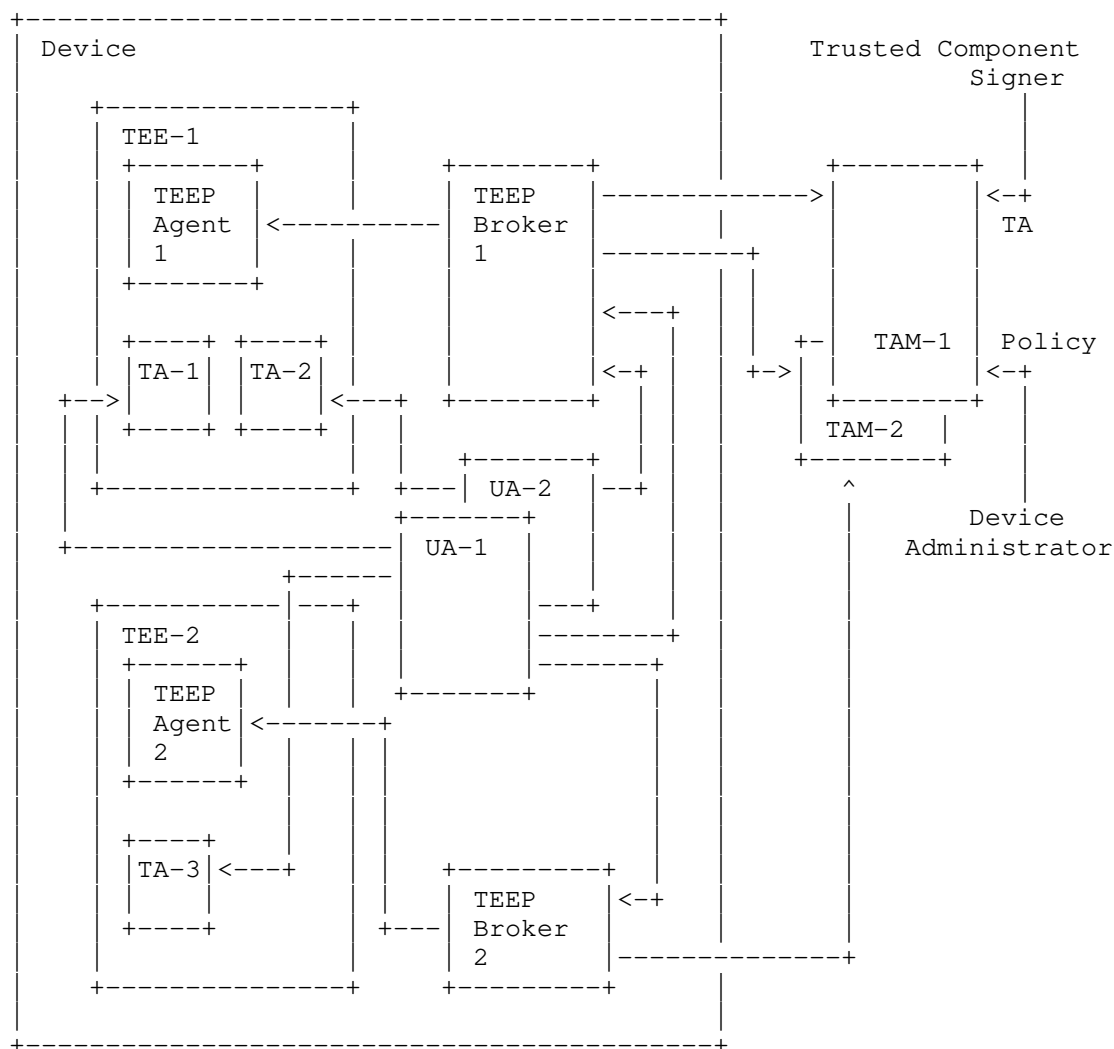 Device
Trusted Component
Signer
TEE-1
TEEP
Agent
1
TEEP
Broker
1
TA
TA-1
TA-2
TAM-1
Policy
TAM-2
UA-2
UA-1
Device
Administrator
TEE-2
TEEP
Agent
2
TA-3
TEEP
Broker
2